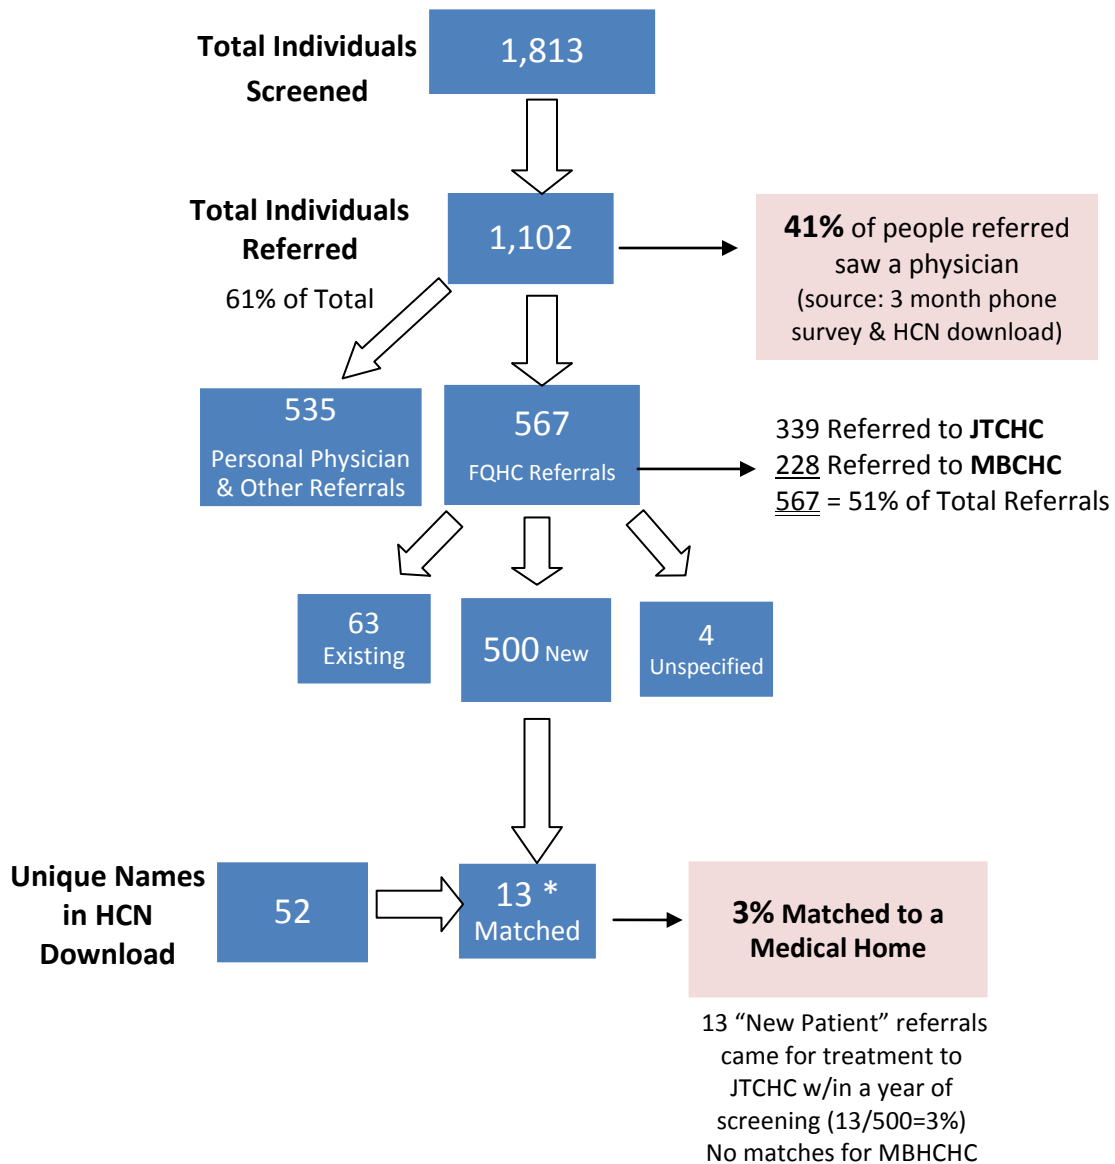 Total Individuals
Screened
1,813
Total Individuals
Referred
61% of Total
1,102
41% of people referred
saw a physician
(source: 3 month phone
survey & HCN download)
535
Personal Physician
& Other Referrals
567
FQHC Referrals
339 Referred to JTCHC
228 Referred to MBCHC
567 = 51% of Total Referrals
63
Existing
500 New
4
Unspecified
Unique Names
in HCN
Download
52
13 *
Matched
3% Matched to a
Medical Home
13 “New Patient” referrals
came for treatment to
JTCHC w/in a year of
screening (13/500=3%)
No matches for MBHCHC